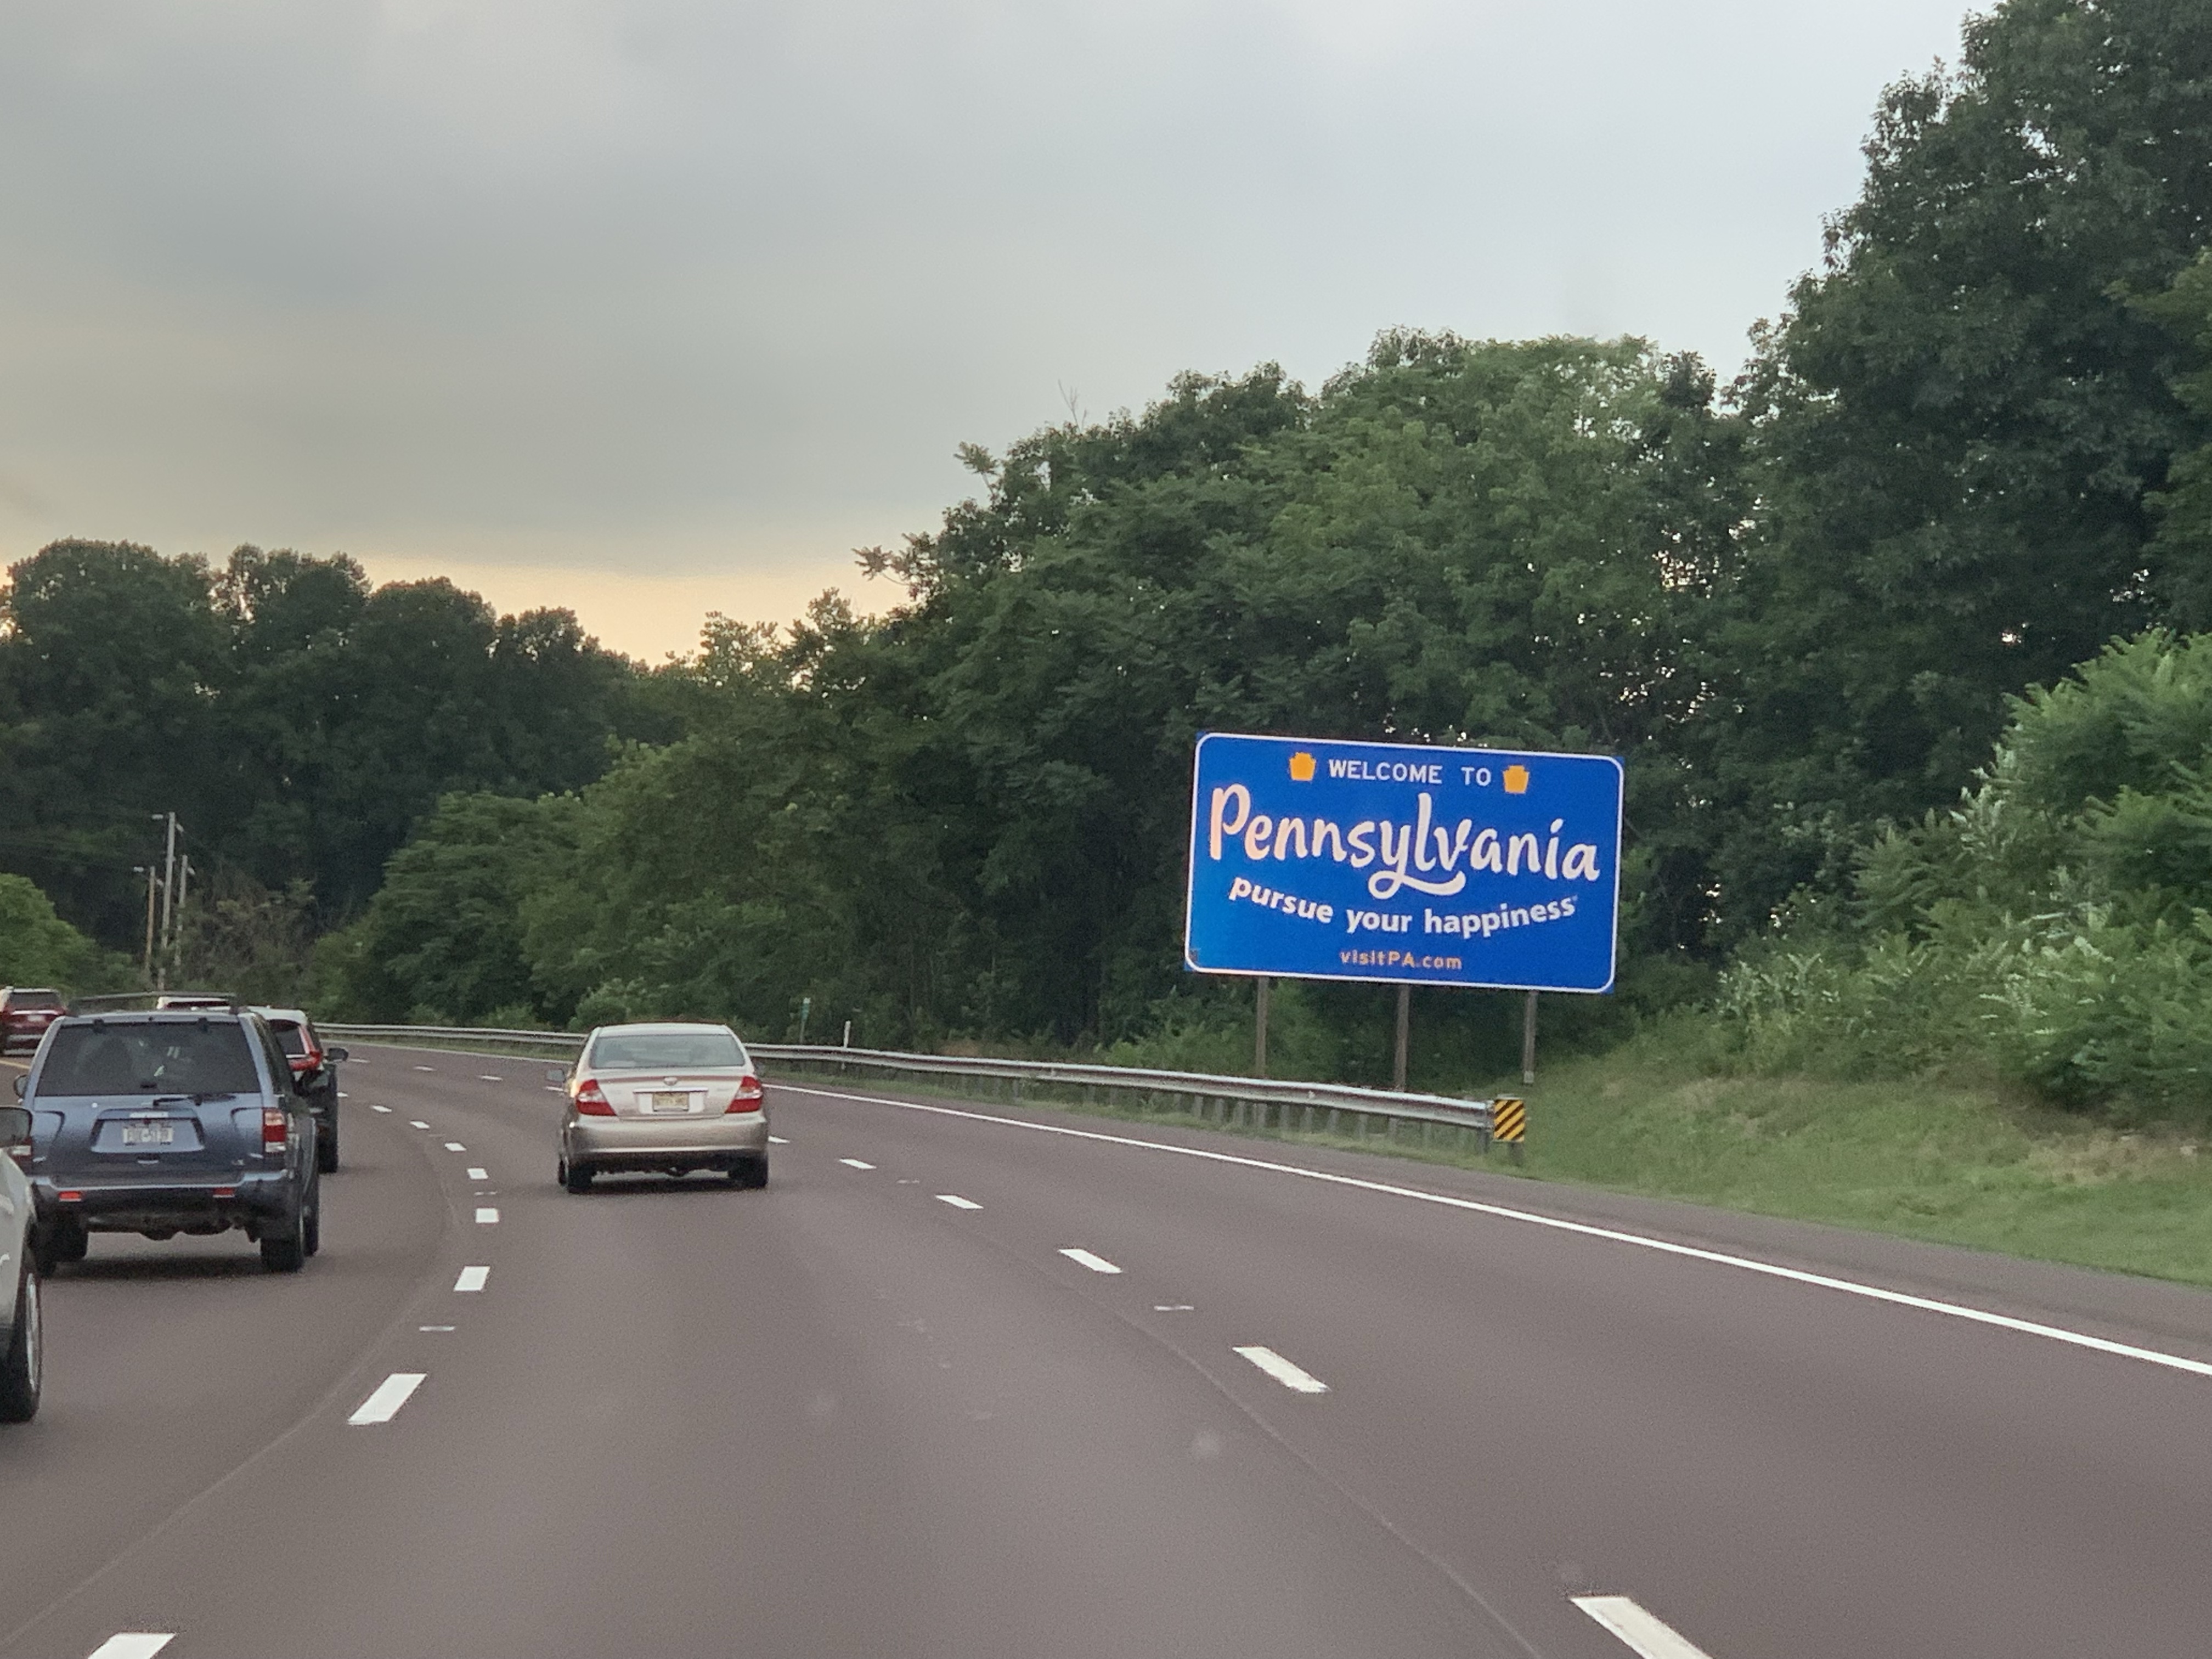 WELCOME TO
Pennsylvania
pursue your happiness
visitPA.com